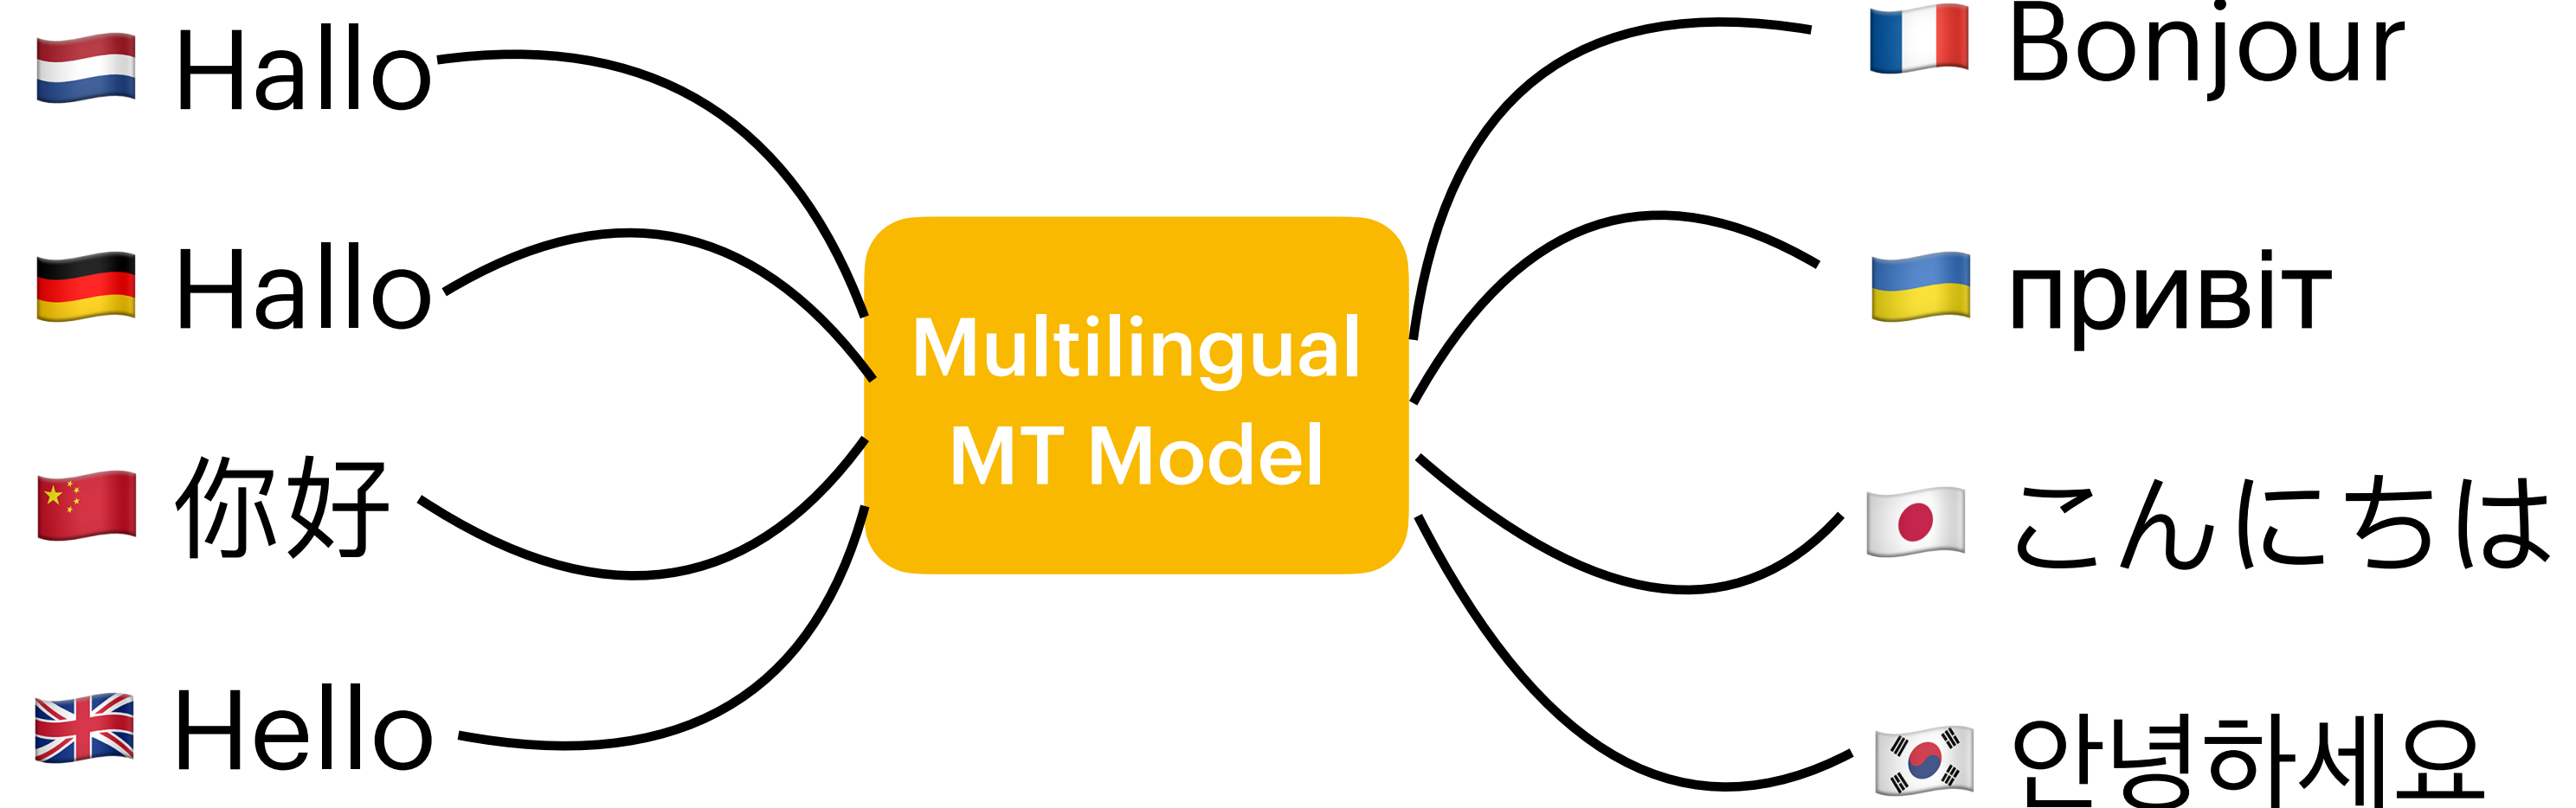 Hallo
Hallo
你好
Hello
Multilingual
MT Model
Bonjour
привіт
こんにちは
안녕하세요